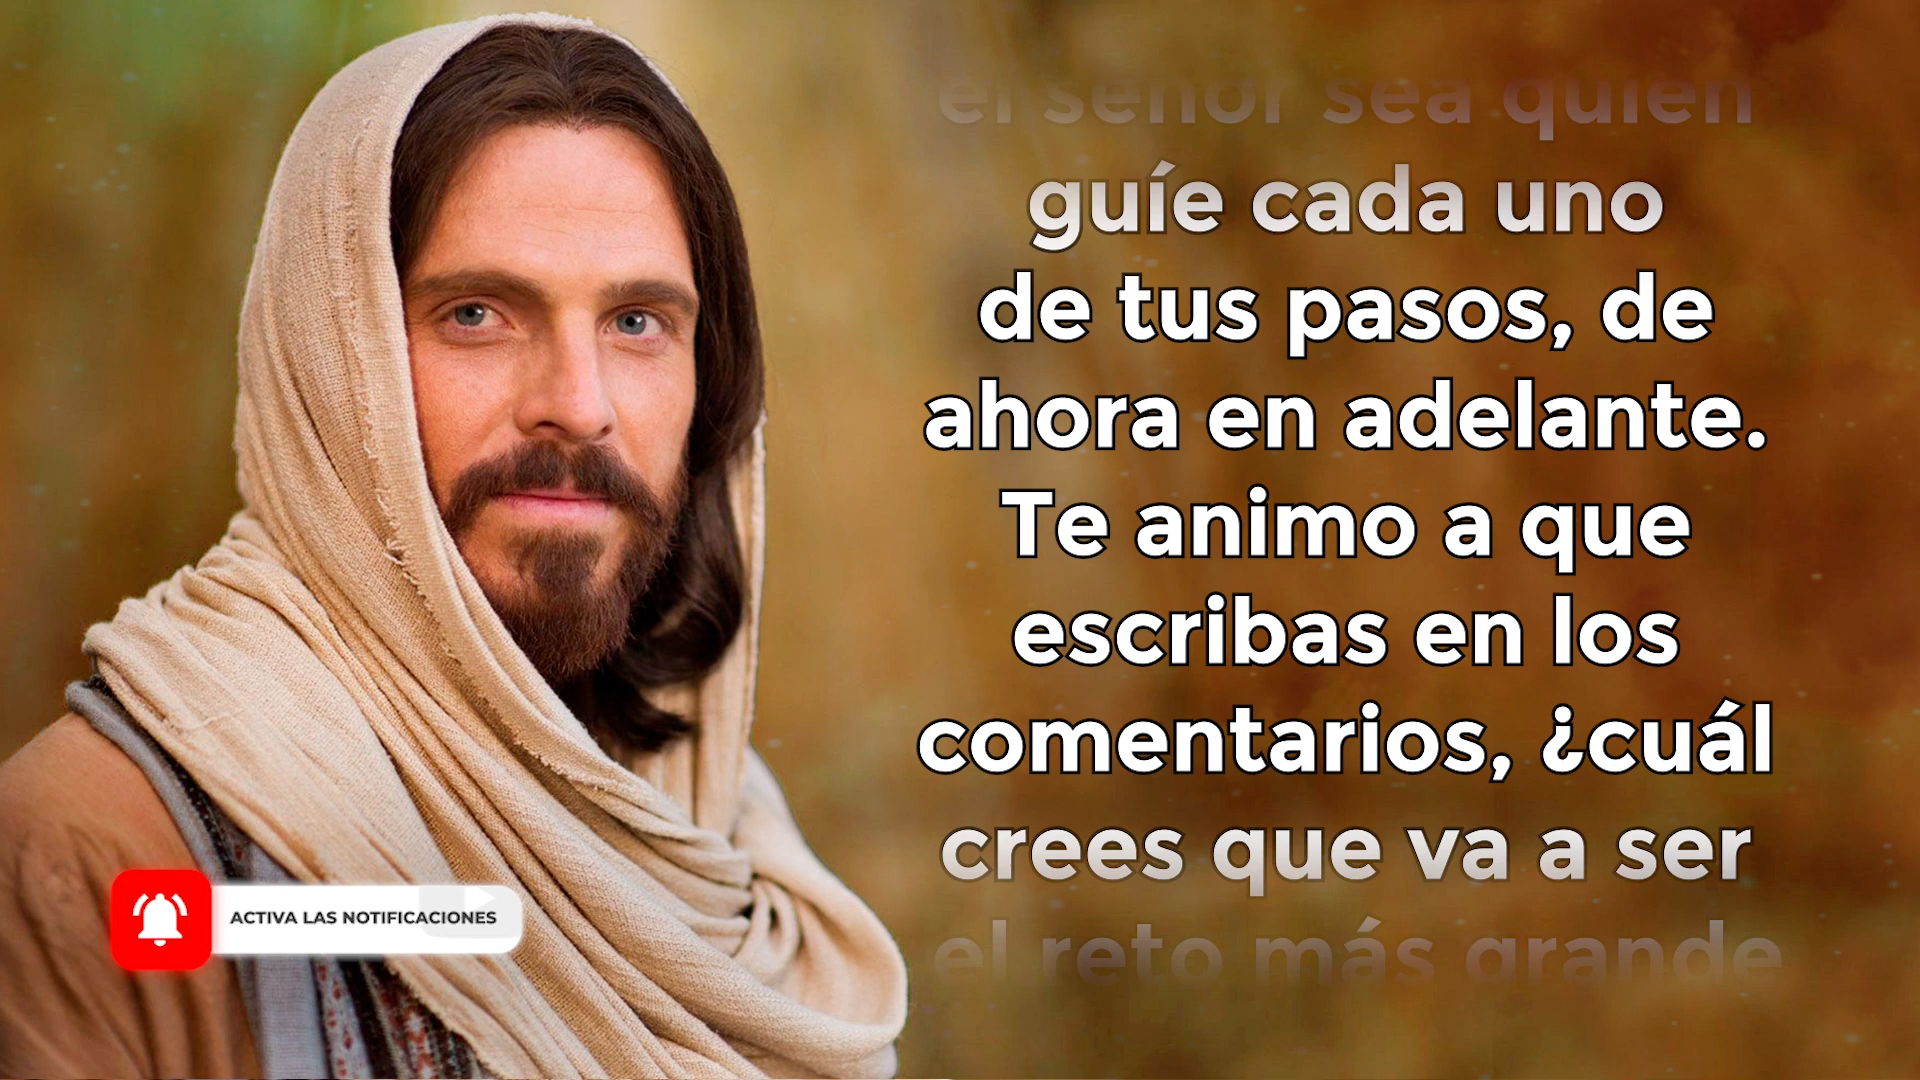 el señor sea quien
guíe cada uno
de tus pasos, de
ahora en adelante.
Te animo a que
escribas en los
comentarios, ¿cuál
crees que va a ser
el reto más grande
ACTIVA LAS NOTIFICACIONES